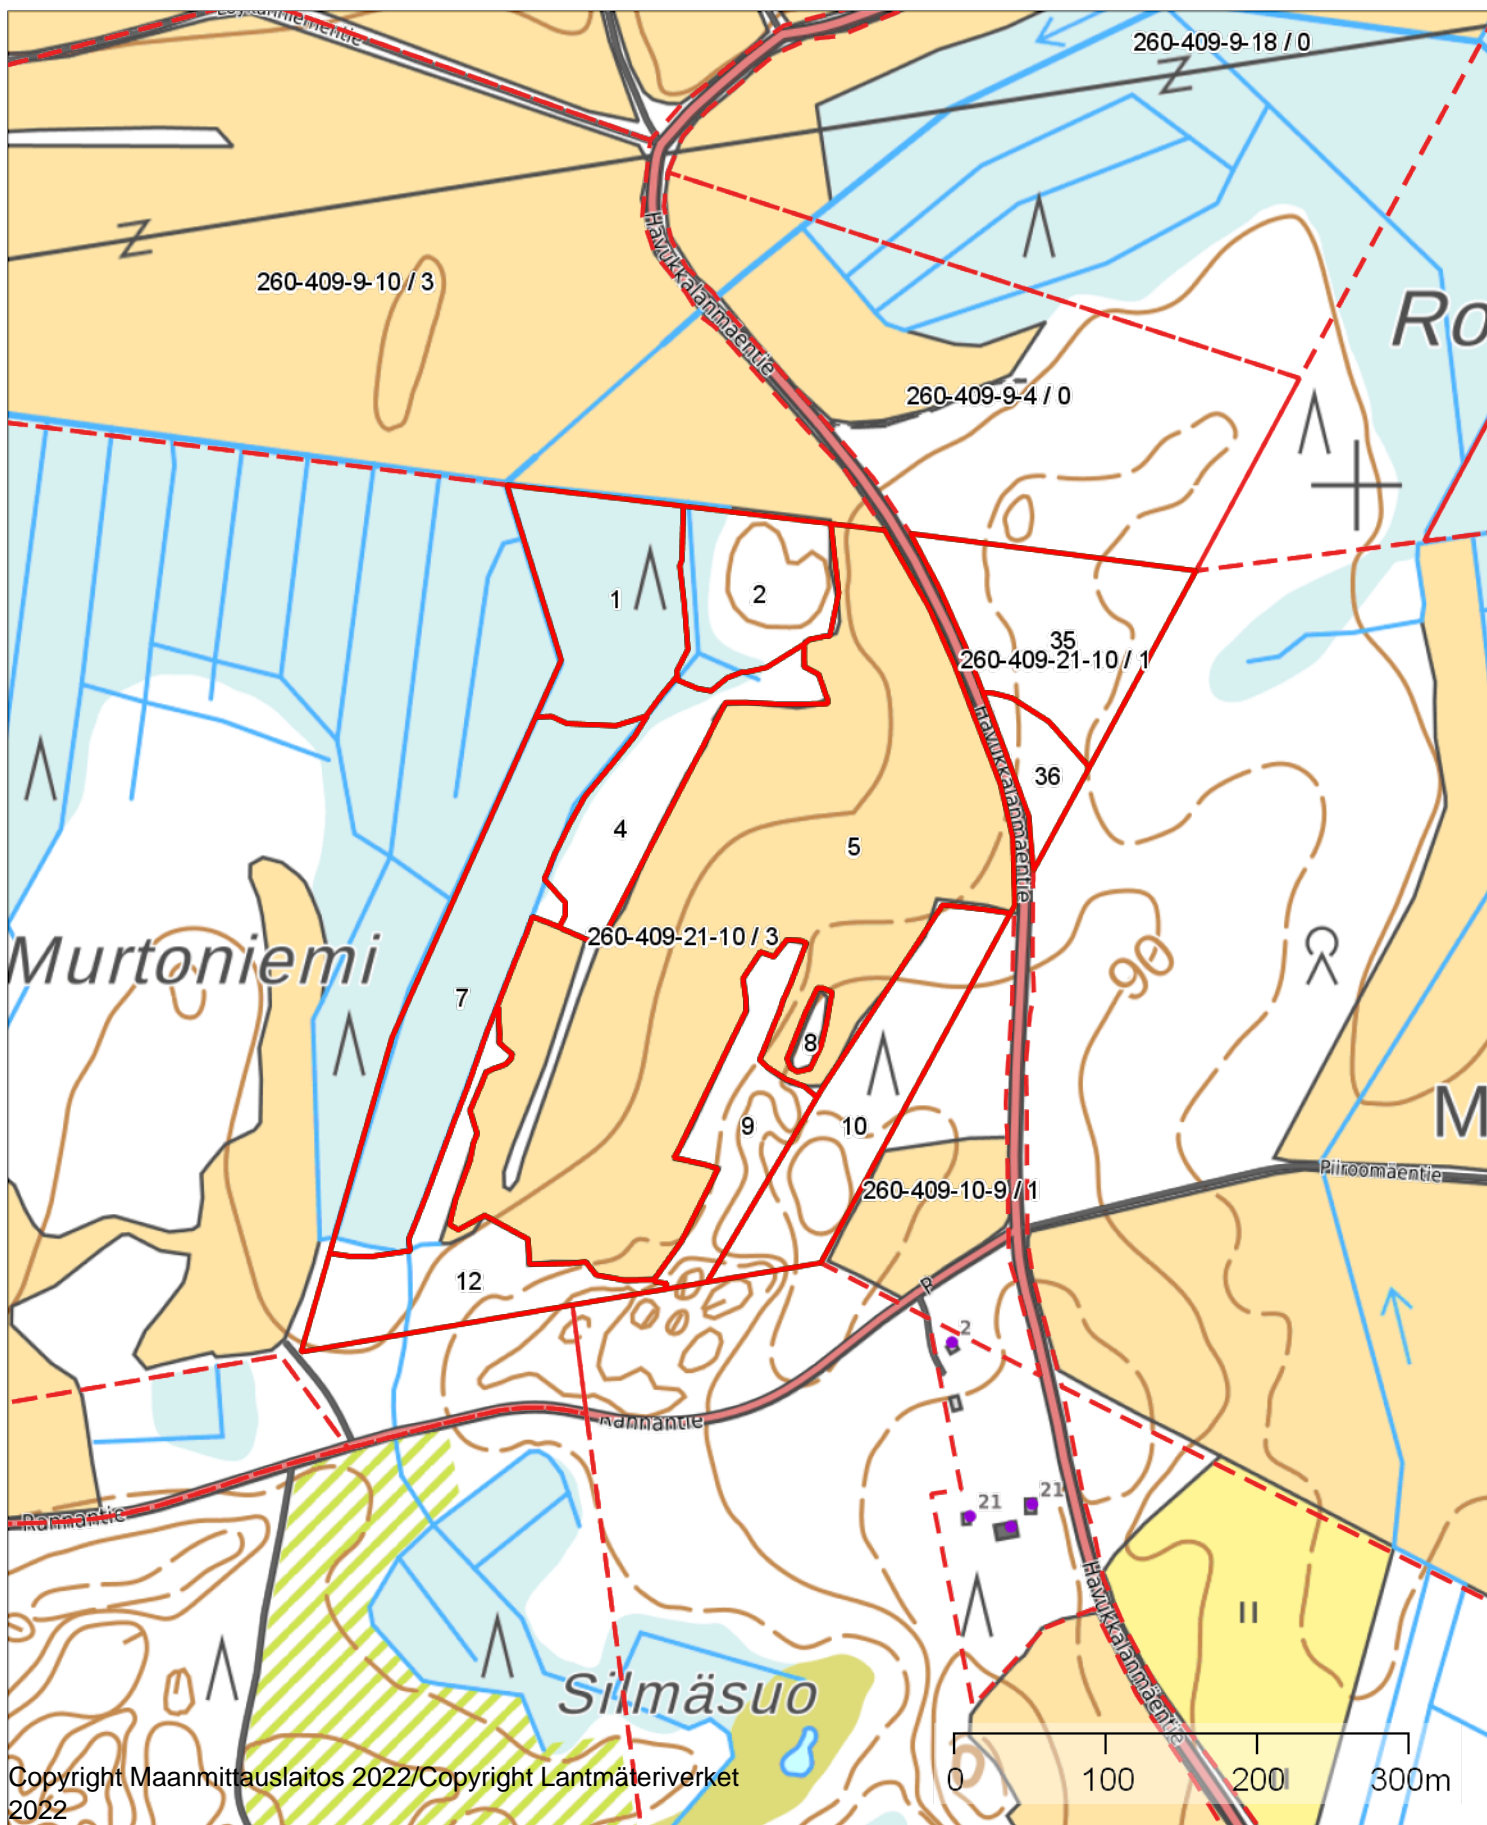 Löytänniementie
260-409-9-18 / 0
Z
Z
Havukkalanmäentie
260-409-9-10 / 3
Ro
260-409-9-4 / 0
1
2
35
260-409-21-10 / 1
Havukkalanmäentie
36
4
5
260-409-21-10 / 3
Murtoniemi
90
7
8
9
10
M
Piiroomäentie
260-409-10-9 / 1
12
R
2
Rannantie
21
21
Rannantie
II
Havukkalanmäentie
Silmäsuo
0
100
200
300m
Copyright Maanmittauslaitos 2022/Copyright Lantmäteriverket
2022